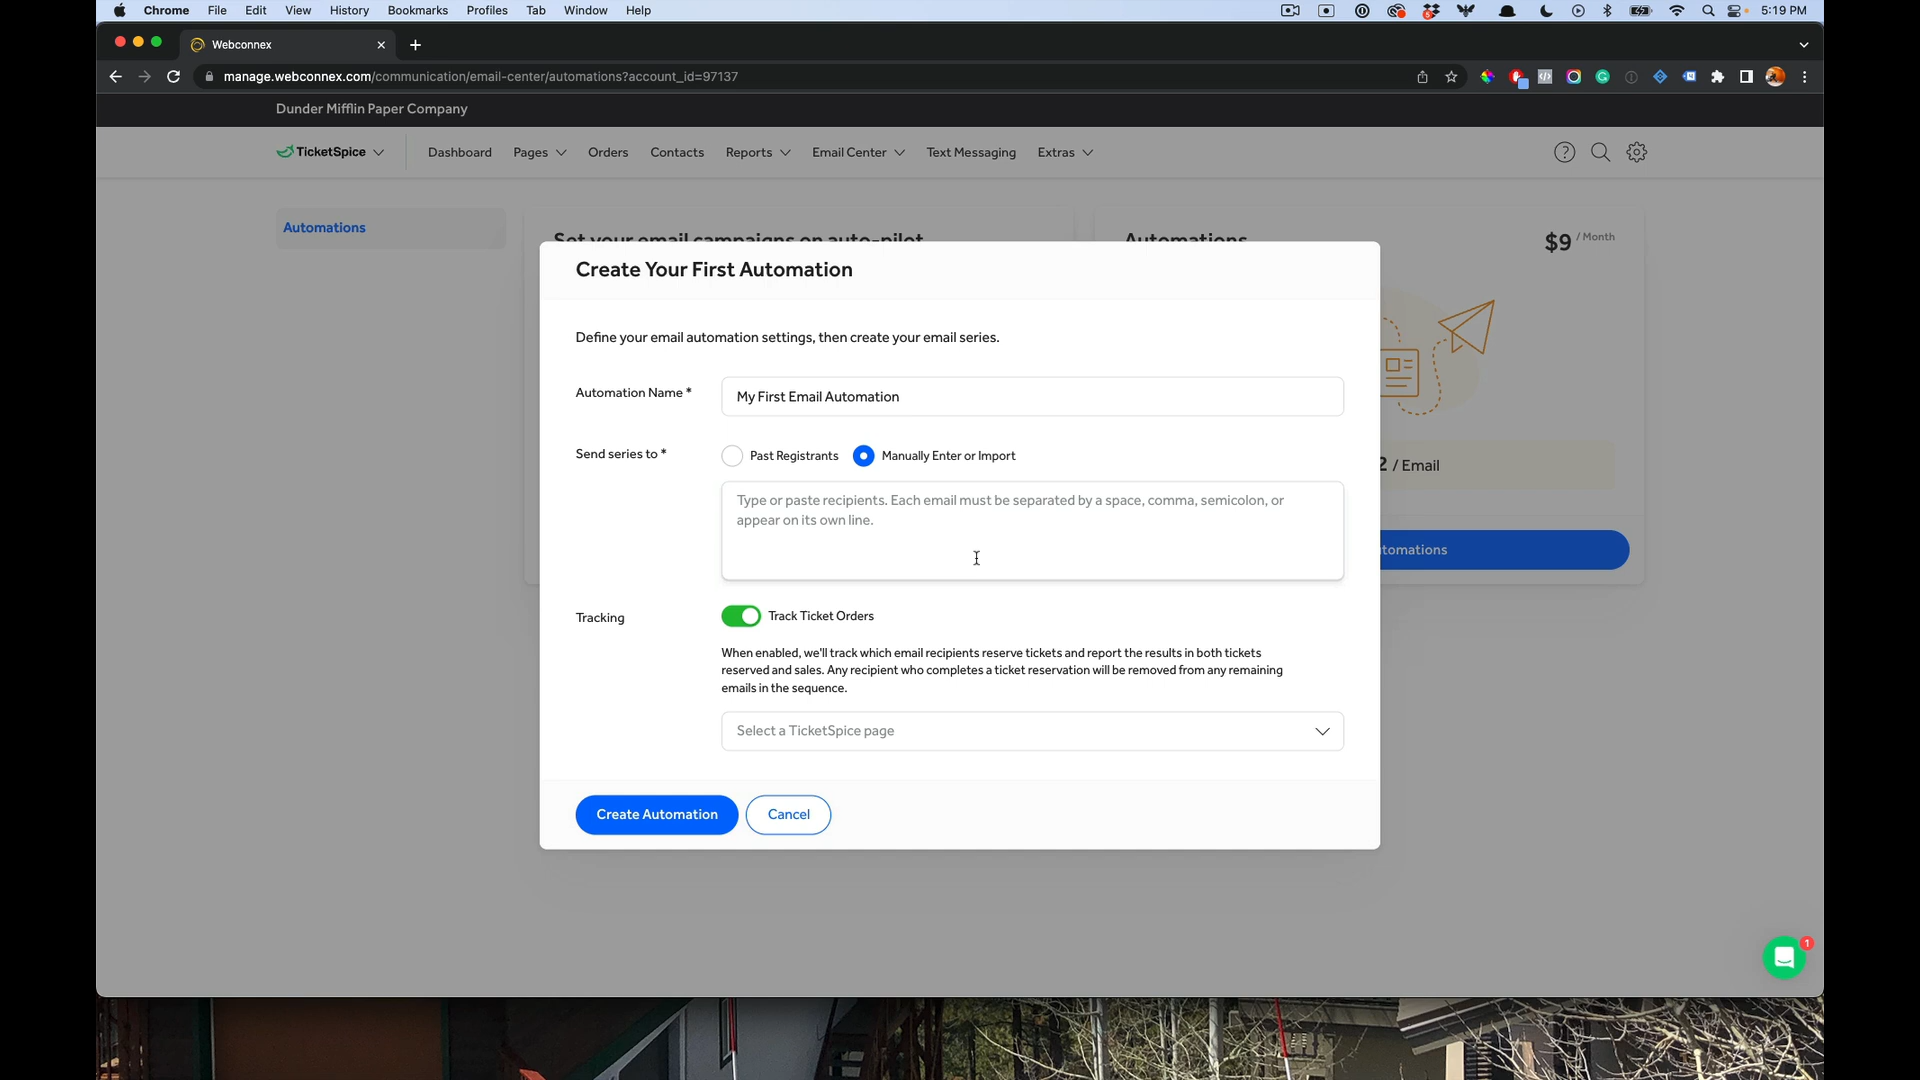 Chrome File Edit View History Bookmarks Profiles Tab Window Help 5:19 PM
Webconnex
manage.webconnex.com/communication/email-center/automations?account_id=97137
Dunder Mifflin Paper Company
TicketSpice Dashboard Pages Orders Contacts Reports Email Center Text Messaging Extras
Automations
Set your email campaigns on auto-pilot
Automations
$9 / Month
Create Your First Automation
Define your email automation settings, then create your email series.
Automation Name *
My First Email Automation
Send series to *
Past Registrants
Manually Enter or Import
2 / Email
Type or paste recipients. Each email must be separated by a space, comma, semicolon, or
appear on its own line.
tomations
Tracking
Track Ticket Orders
When enabled, we'll track which email recipients reserve tickets and report the results in both tickets
reserved and sales. Any recipient who completes a ticket reservation will be removed from any remaining
emails in the sequence.
Select a TicketSpice page
Create Automation
Cancel
1